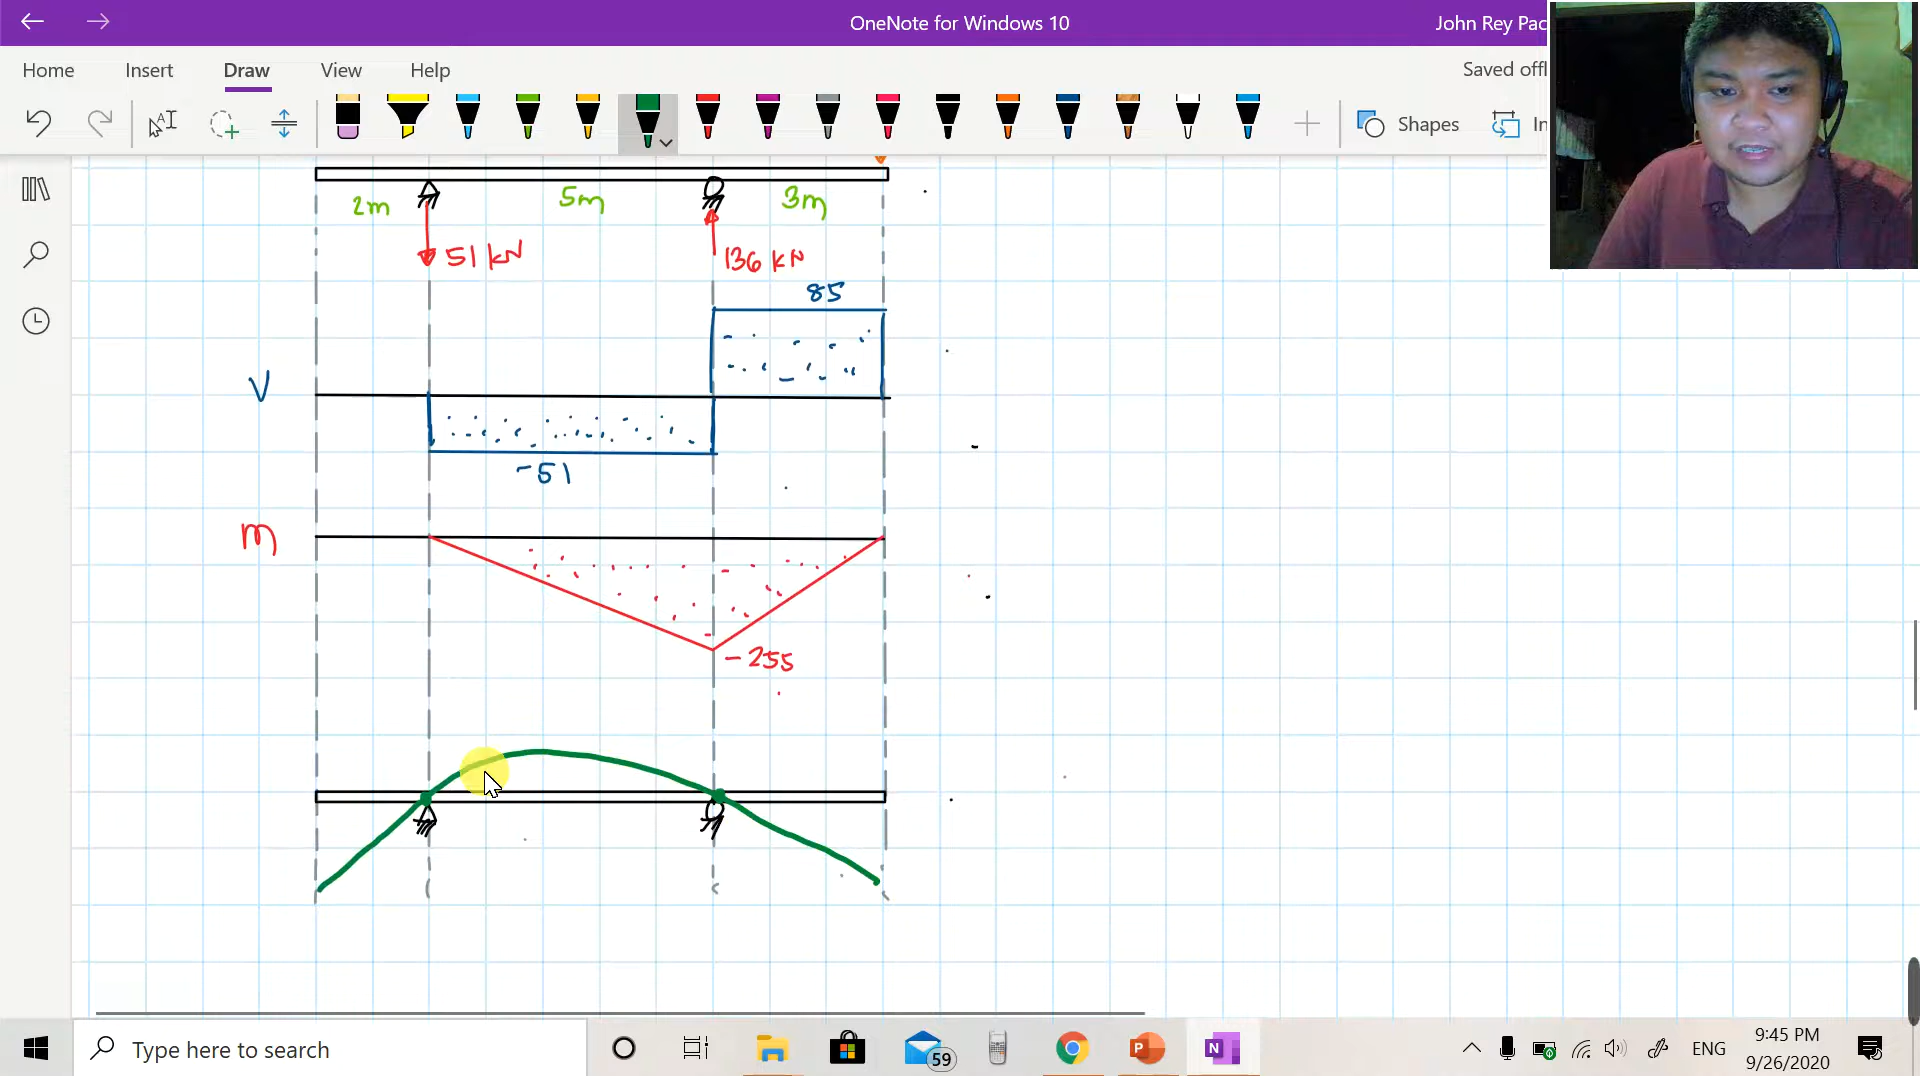 OneNote for Windows 10
John Rey Pac
Home Insert Draw View Help
Saved offl
Shapes
In
2m 5m 3m
51 kN
136 kN
85
V
-51
m
-255
Type here to search
59
ENG
9:45 PM
9/26/2020